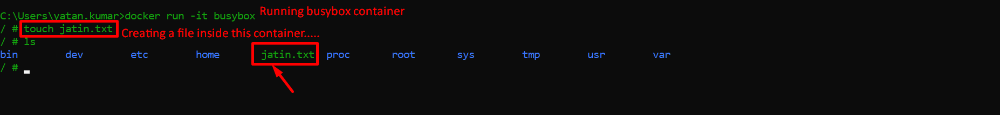 C:\Users\yatan.kumar>docker run -it busybox Running busybox container
/ # touch jatin.txt Creating a file inside this container.....
/ # ls
bin dev etc home jatin.txt proc root sys tmp usr var
/ #